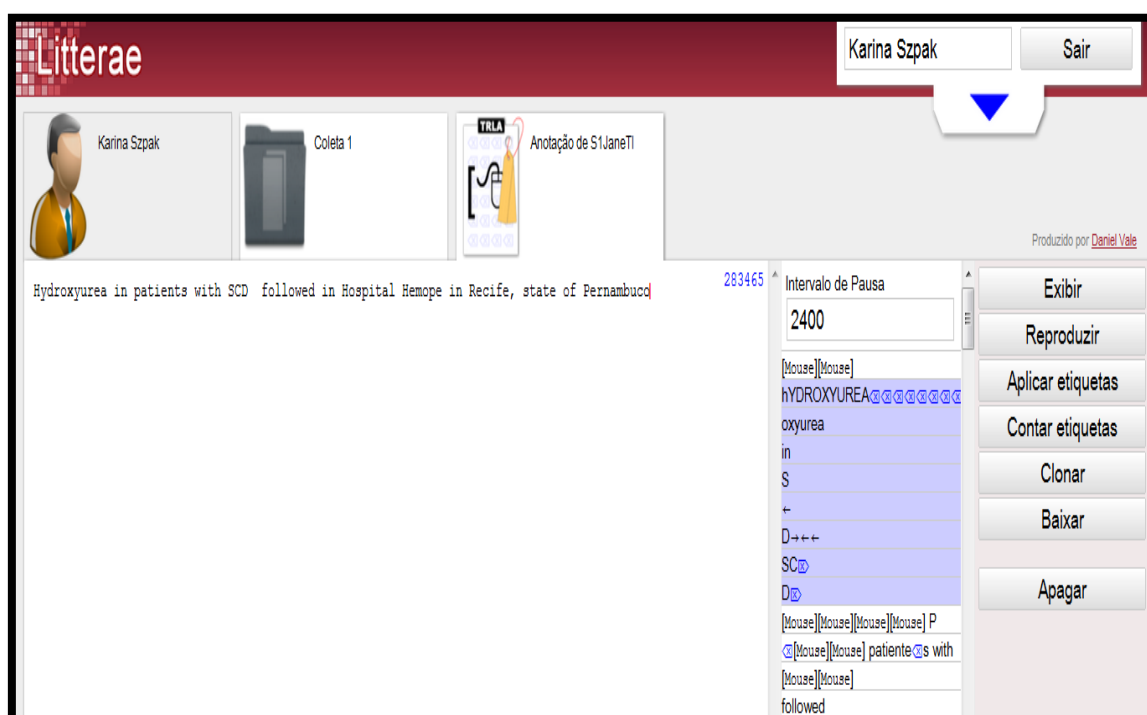 Litterae
Karina Szpak
Sair
Karina Szpak
Coleta 1
TRLA
Anotação de S1JaneTI
Produzido por Daniel Vale
Hydroxyurea in patients with SCD  followed in Hospital Hemope in Recife, state of Pernambuco
283465
Intervalo de Pausa
2400
[Mouse][Mouse]
hYDROXYUREA⌫⌫⌫⌫⌫⌫⌫⌫
oxyurea
in
S
←
D→←←
SC⌦
D⌦
[Mouse][Mouse][Mouse][Mouse] P
⌫[Mouse][Mouse] patiente⌫s with
[Mouse][Mouse]
followed
Exibir
Reproduzir
Aplicar etiquetas
Contar etiquetas
Clonar
Baixar
Apagar